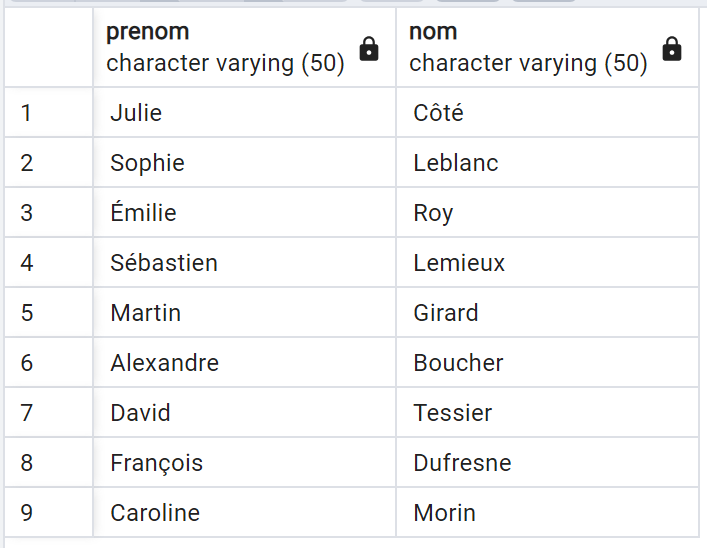 prenom nom
character varying (50) character varying (50)
1 Julie Côté
2 Sophie Leblanc
3 Émilie Roy
4 Sébastien Lemieux
5 Martin Girard
6 Alexandre Boucher
7 David Tessier
8 François Dufresne
9 Caroline Morin